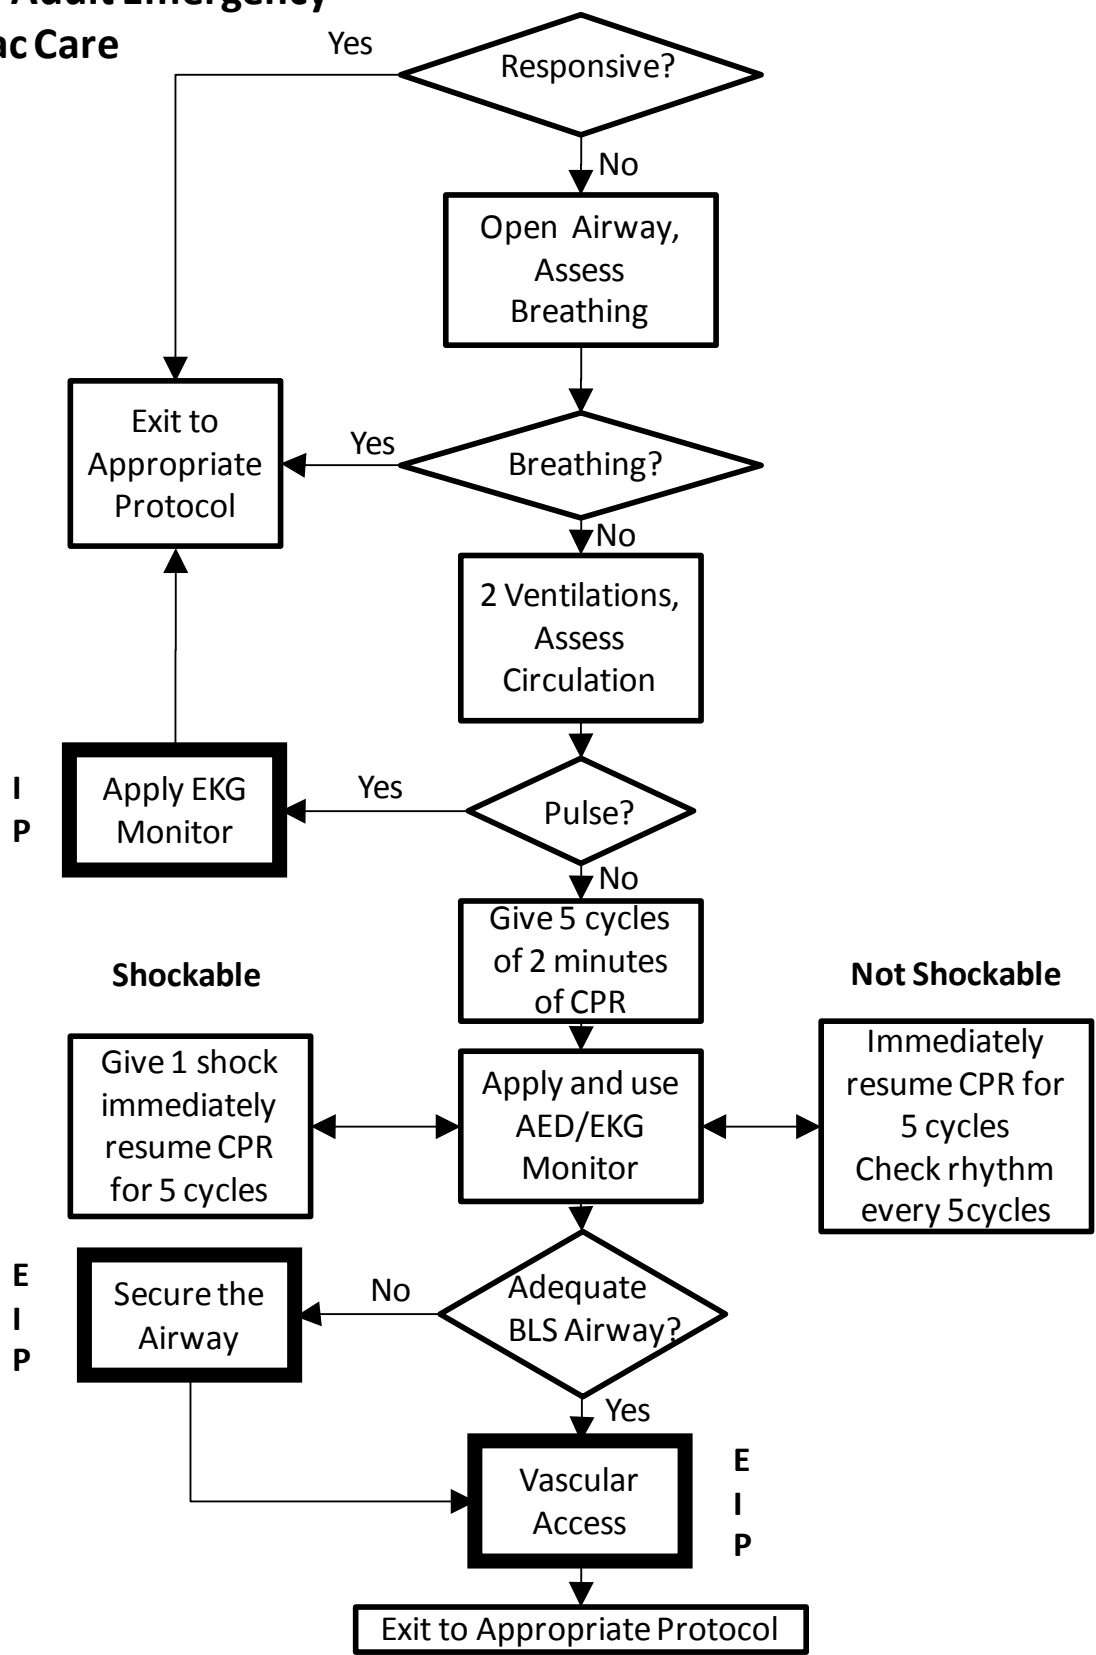 Adult Emergency
Care
Yes
Responsive?
No
Open Airway,
Assess
Breathing
Exit to
Appropriate
Protocol
Yes
Breathing?
No
2 Ventilations,
Assess
Circulation
I
P
Apply EKG
Monitor
Yes
Pulse?
No
Give 5 cycles
of 2 minutes
of CPR
Shockable
Not Shockable
Give 1 shock
immediately
resume CPR
for 5 cycles
Apply and use
AED/EKG
Monitor
Immediately
resume CPR for
5 cycles
Check rhythm
every 5cycles
E
I
P
Secure the
Airway
No
Adequate
BLS Airway?
Yes
Vascular
Access
E
I
P
Exit to Appropriate Protocol